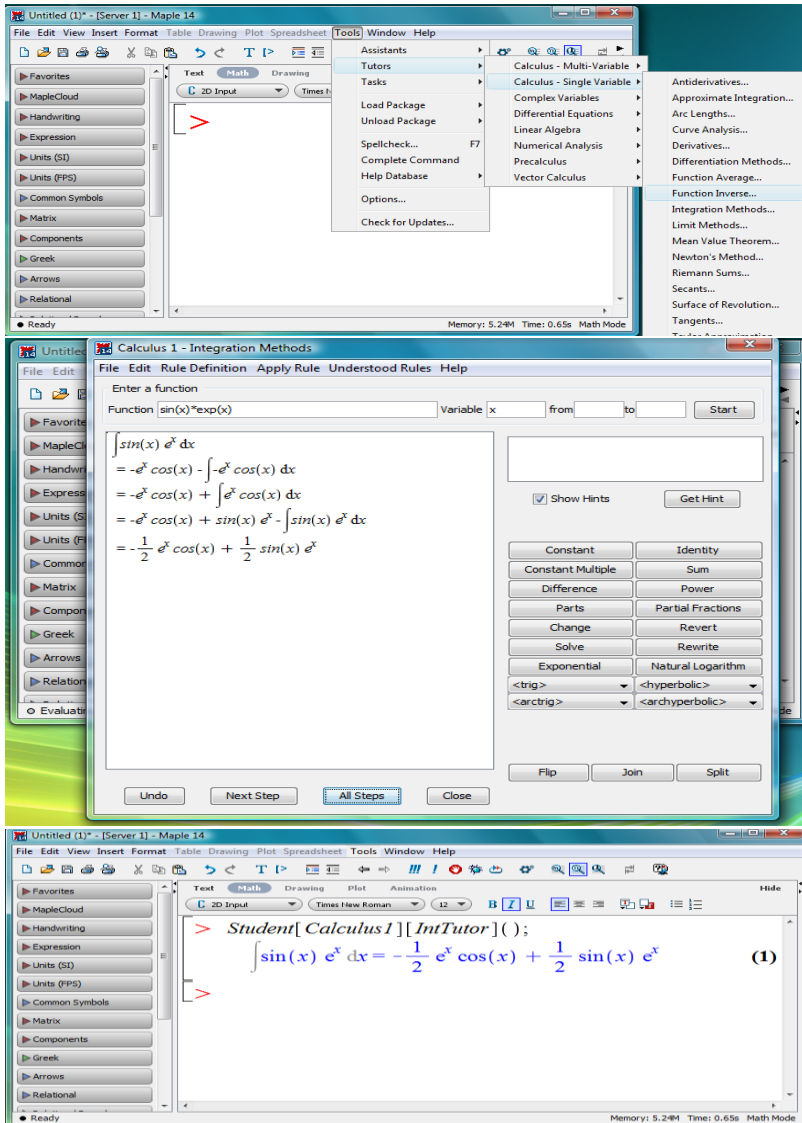 Untitled (1)* - [Server 1] - Maple 14
File Edit View Insert Format Table Drawing Plot Spreadsheet Tools Window Help
Favorites
MapleCloud
Handwriting
Expression
Units (SI)
Units (FPS)
Common Symbols
Matrix
Components
Greek
Arrows
Relational
Text Math Drawing
C 2D Input
>
Assistants
Tutors
Tasks
Load Package
Unload Package
Spellcheck... F7
Complete Command
Help Database
Options...
Check for Updates...
Calculus - Multi-Variable
Calculus - Single Variable
Complex Variables
Differential Equations
Linear Algebra
Numerical Analysis
Precalculus
Vector Calculus
Antiderivatives...
Approximate Integration...
Arc Lengths...
Curve Analysis...
Derivatives...
Differentiation Methods...
Function Average...
Function Inverse...
Integration Methods...
Limit Methods...
Mean Value Theorem...
Newton's Method...
Riemann Sums...
Secants...
Surface of Revolution...
Tangents...
Ready Memory: 5.24M Time: 0.65s Math Mode
Calculus 1 - Integration Methods
File Edit Rule Definition Apply Rule Understood Rules Help
Enter a function
Function sin(x)*exp(x) Variable x from to Start
∫sin(x) e^x dx
= -e^x cos(x) - ∫-e^x cos(x) dx
= -e^x cos(x) + ∫e^x cos(x) dx
= -e^x cos(x) + sin(x) e^x - ∫sin(x) e^x dx
= -1/2 e^x cos(x) + 1/2 sin(x) e^x
Show Hints Get Hint
Constant Identity
Constant Multiple Sum
Difference Power
Parts Partial Fractions
Change Revert
Solve Rewrite
Exponential Natural Logarithm
<trig> <hyperbolic>
<arctrig> <archyperbolic>
Flip Join Split
Undo Next Step All Steps Close
Untitled (1)* - [Server 1] - Maple 14
File Edit View Insert Format Table Drawing Plot Spreadsheet Tools Window Help
Favorites
MapleCloud
Handwriting
Expression
Units (SI)
Units (FPS)
Common Symbols
Matrix
Components
Greek
Arrows
Relational
Text Math Drawing Plot Animation Hide
C 2D Input Times New Roman 12 B I U
> Student[Calculus1][IntTutor]();
∫sin(x) e^x dx = -1/2 e^x cos(x) + 1/2 sin(x) e^x (1)
>
Ready Memory: 5.24M Time: 0.65s Math Mode